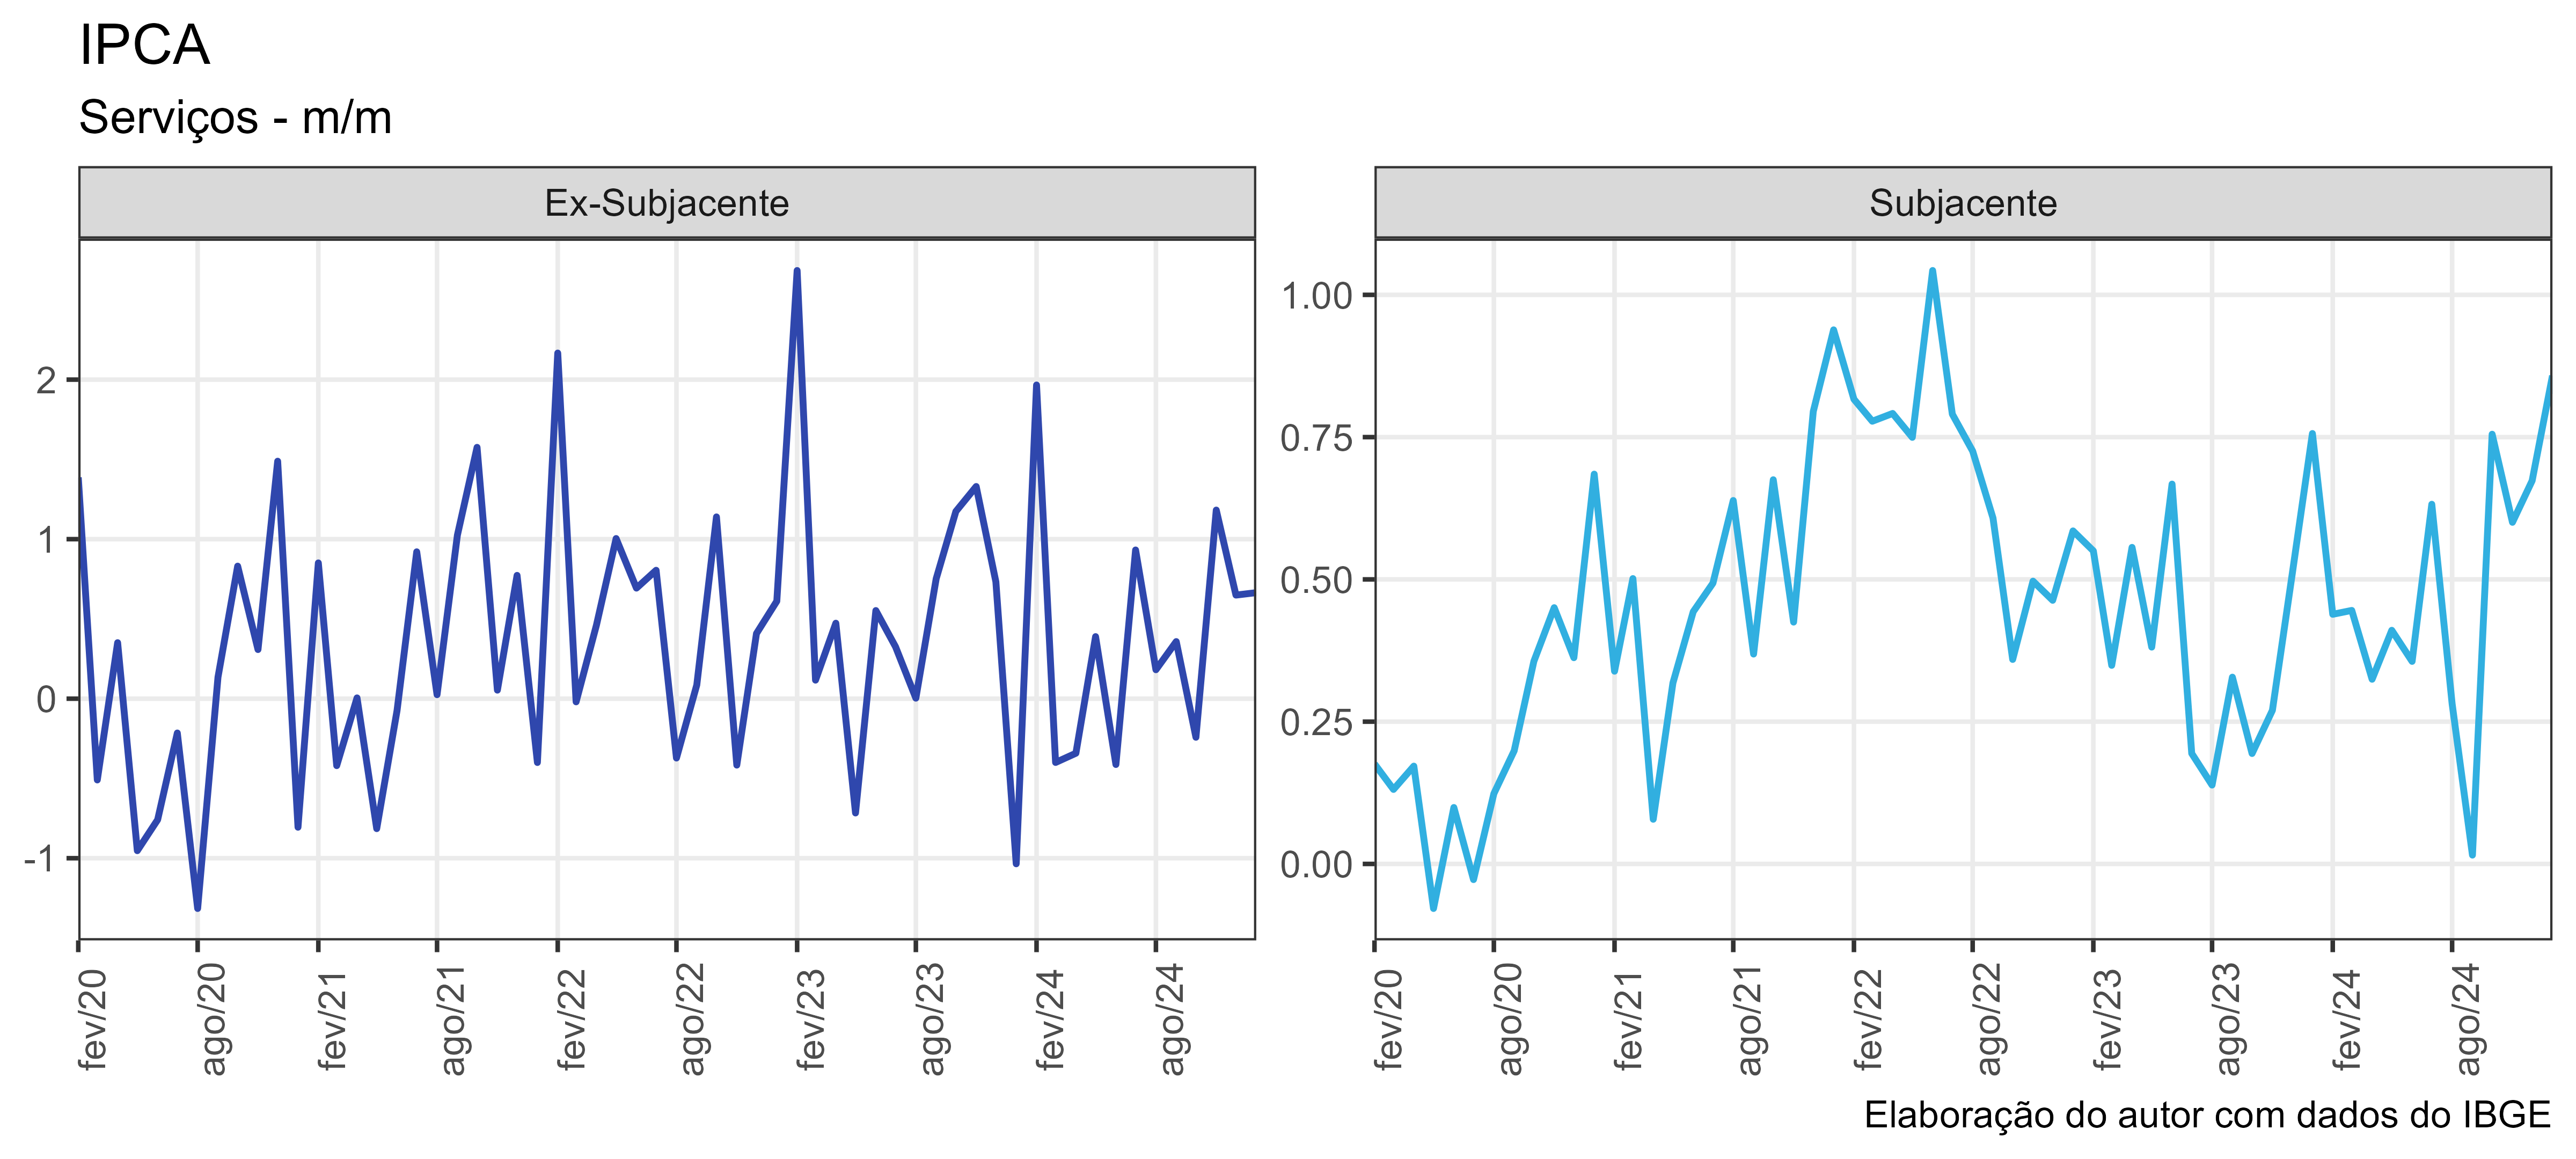 IPCA
Serviços - m/m
Ex-Subjacente
2
1
0
-1
fev/20
ago/20
fev/21
ago/21
fev/22
ago/22
fev/23
ago/23
fev/24
ago/24
Subjacente
1.00
0.75
0.50
0.25
0.00
fev/20
ago/20
fev/21
ago/21
fev/22
ago/22
fev/23
ago/23
fev/24
ago/24
Elaboração do autor com dados do IBGE